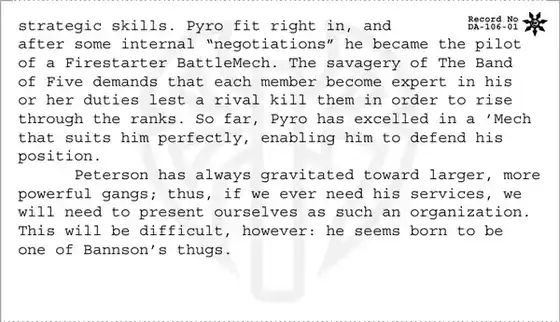 strategic skills. Pyro fit right in, and
Record No
DA-106-01
after some internal “negotiations” he became the pilot
of a Firestarter BattleMech. The savagery of The Band
of Five demands that each member become expert in his
or her duties lest a rival kill them in order to rise
through the ranks. So far, Pyro has excelled in a ‘Mech
that suits him perfectly, enabling him to defend his
position.
Peterson has always gravitated toward larger, more
powerful gangs; thus, if we ever need his services, we
will need to present ourselves as such an organization.
This will be difficult, however: he seems born to be
one of Bannson’s thugs.